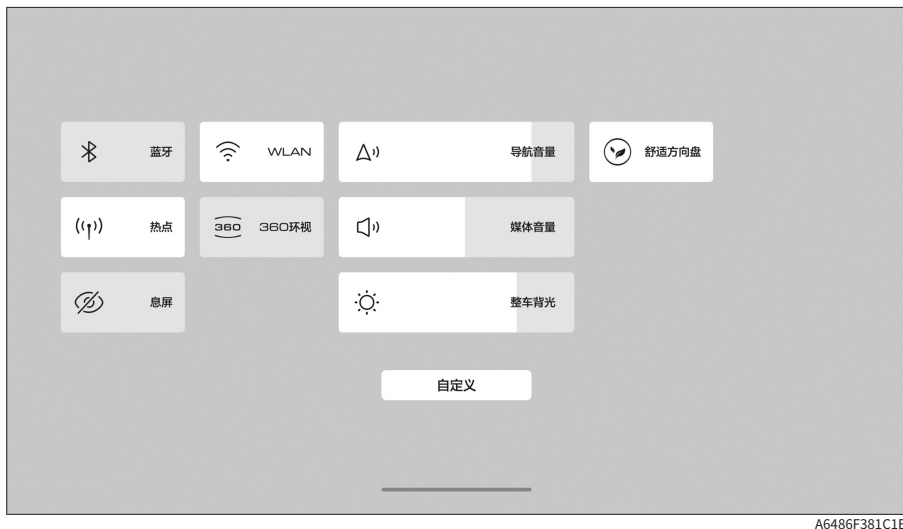 蓝牙
WLAN
导航音量
舒适方向盘
热点
360
360环视
媒体音量
息屏
整车背光
自定义
A6486F381C1E